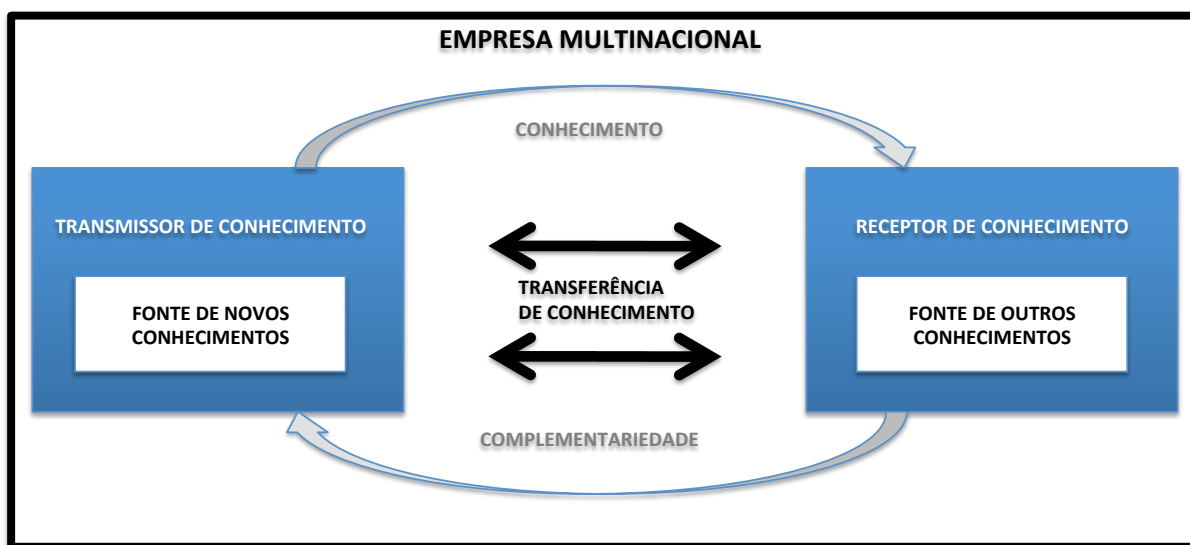 EMPRESA MULTINACIONAL
CONHECIMENTO
TRANSMISSOR DE CONHECIMENTO
FONTE DE NOVOS
CONHECIMENTOS
TRANSFERÊNCIA
DE CONHECIMENTO
RECEPTOR DE CONHECIMENTO
FONTE DE OUTROS
CONHECIMENTOS
COMPLEMENTARIEDADE